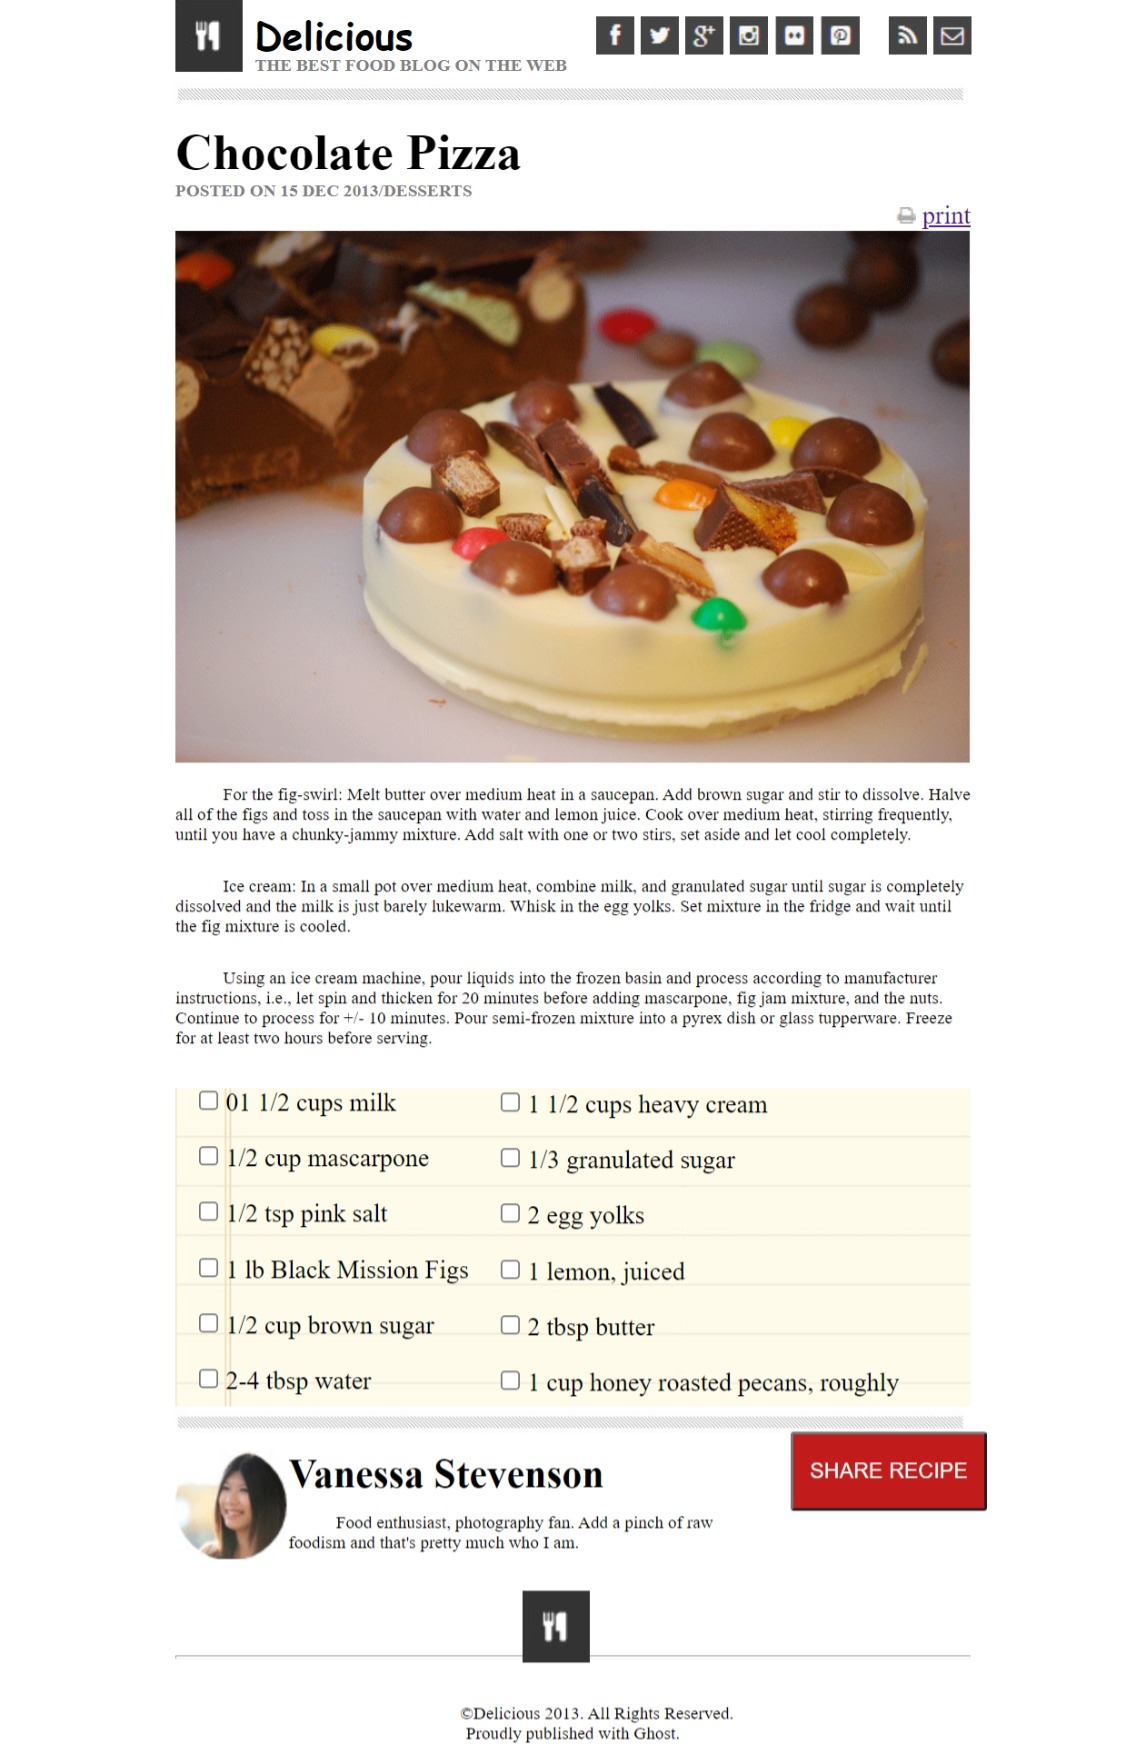 Delicious
THE BEST FOOD BLOG ON THE WEB
Chocolate Pizza
POSTED ON 15 DEC 2013/DESSERTS
print
For the fig-swirl: Melt butter over medium heat in a saucepan. Add brown sugar and stir to dissolve. Halve
all of the figs and toss in the saucepan with water and lemon juice. Cook over medium heat, stirring frequently,
until you have a chunky-jammy mixture. Add salt with one or two stirs, set aside and let cool completely.
Ice cream: In a small pot over medium heat, combine milk, and granulated sugar until sugar is completely
dissolved and the milk is just barely lukewarm. Whisk in the egg yolks. Set mixture in the fridge and wait until
the fig mixture is cooled.
Using an ice cream machine, pour liquids into the frozen basin and process according to manufacturer
instructions, i.e., let spin and thicken for 20 minutes before adding mascarpone, fig jam mixture, and the nuts.
Continue to process for +/- 10 minutes. Pour semi-frozen mixture into a pyrex dish or glass tupperware. Freeze
for at least two hours before serving.
01 1/2 cups milk
1/2 cup mascarpone
1/2 tsp pink salt
1 lb Black Mission Figs
1/2 cup brown sugar
2-4 tbsp water
1 1/2 cups heavy cream
1/3 granulated sugar
2 egg yolks
1 lemon, juiced
2 tbsp butter
1 cup honey roasted pecans, roughly
Vanessa Stevenson
Food enthusiast, photography fan. Add a pinch of raw
foodism and that's pretty much who I am.
SHARE RECIPE
©Delicious 2013. All Rights Reserved.
Proudly published with Ghost.